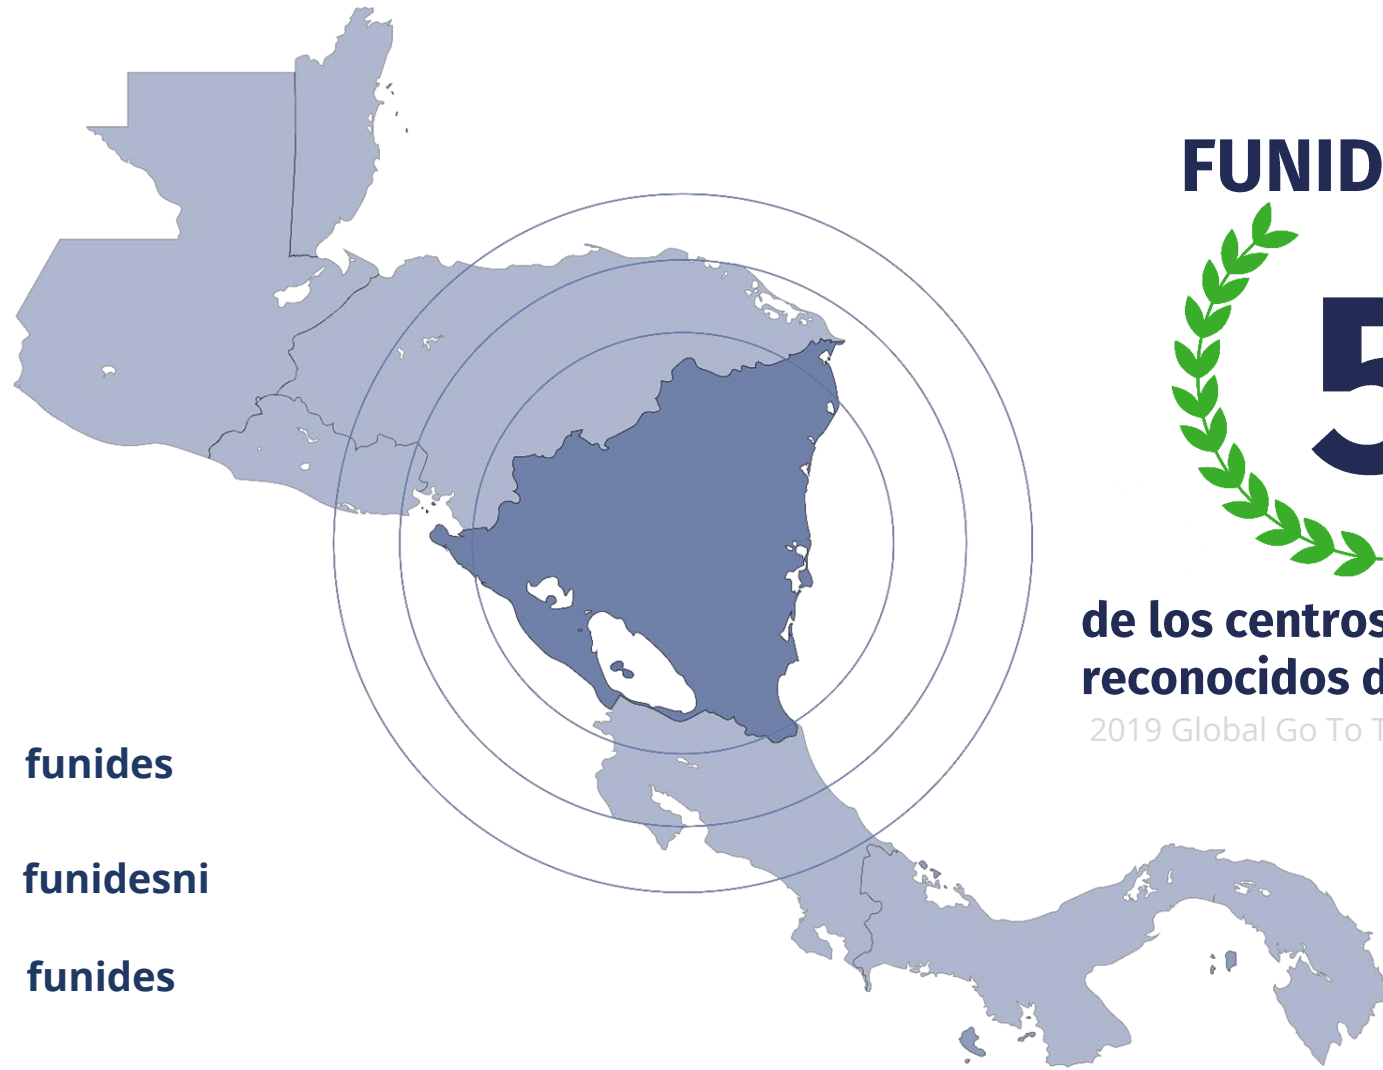 FUNID
5
de los centros
reconocidos d
2019 Global Go To T
funides
funidesni
funides